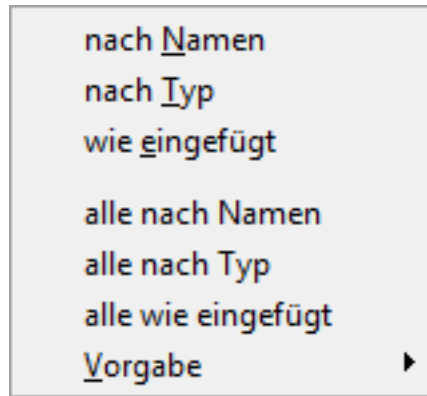 nach Namen
nach Typ
wie eingefügt
alle nach Namen
alle nach Typ
alle wie eingefügt
Vorgabe